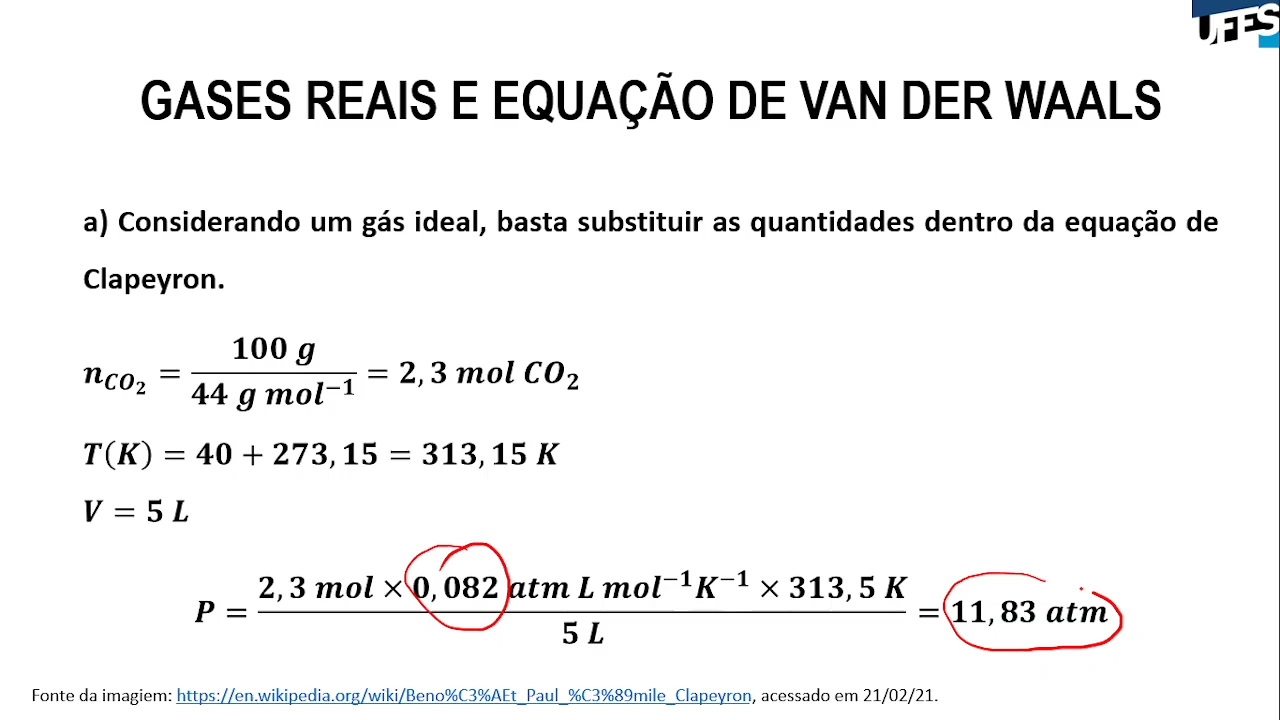 UFES
GASES REAIS E EQUAÇÃO DE VAN DER WAALS
a) Considerando um gás ideal, basta substituir as quantidades dentro da equação de
Clapeyron.
n_{CO_2} = \frac{100 g}{44 g mol^{-1}} = 2,3 mol CO_2
T(K) = 40 + 273,15 = 313,15 K
V = 5 L
P = \frac{2,3 mol × 0,082 atm L mol^{-1} K^{-1} × 313,5 K}{5 L} = 11,83 atm
Fonte da imagiem: https://en.wikipedia.org/wiki/Beno%C3%AEt_Paul_%C3%89mile_Clapeyron, acessado em 21/02/21.